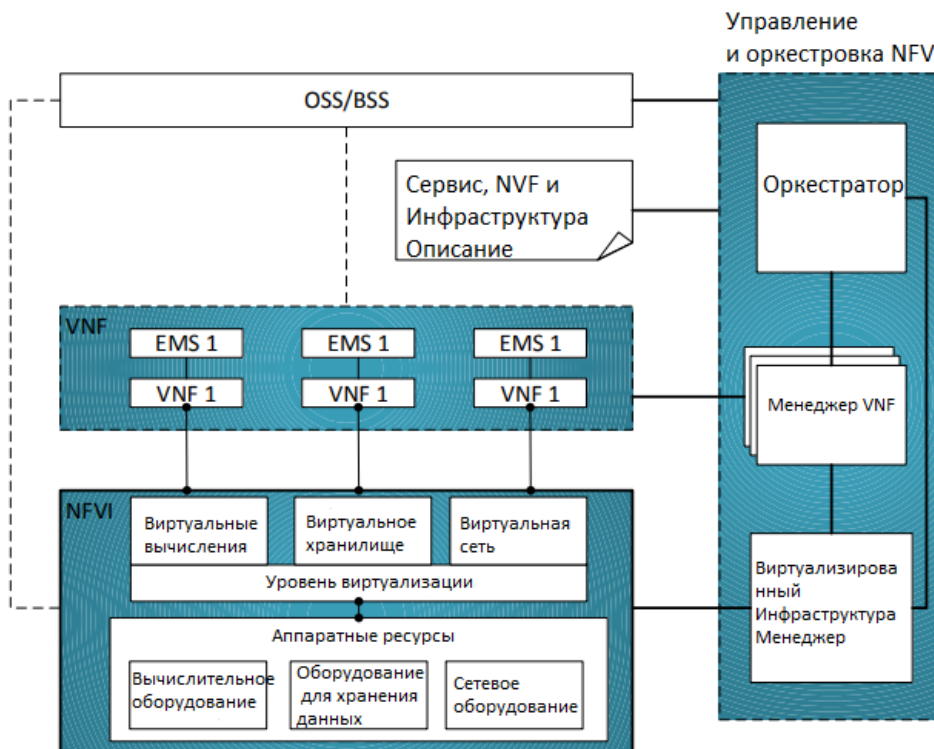 Управление
и оркестровка NFV
OSS/BSS
Сервис, NVF и
Инфраструктура
Описание
Оркестратор
VNF
EMS 1
EMS 1
EMS 1
VNF 1
VNF 1
VNF 1
Менеджер VNF
NFVI
Виртуальные
вычисления
Виртуальное
хранилище
Виртуальная
сеть
Уровень виртуализации
Виртуализирова
нный
Инфраструктура
Менеджер
Аппаратные ресурсы
Вычислительное
оборудование
Оборудование
для хранения
данных
Сетевое
оборудование